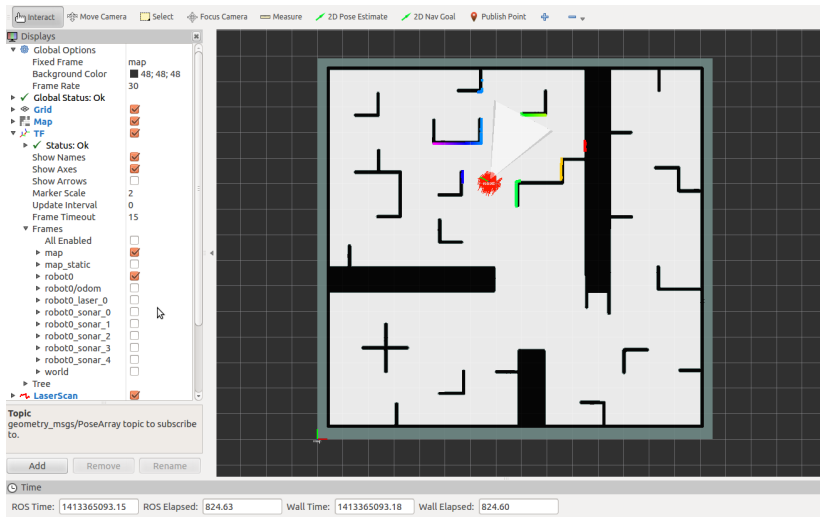 Interact Move Camera Select Focus Camera Measure 2D Pose Estimate 2D Nav Goal Publish Point
Displays
Global Options
Fixed Frame map
Background Color 48; 48; 48
Frame Rate 30
Global Status: Ok
Grid
Map
TF
Status: Ok
Show Names
Show Axes
Show Arrows
Marker Scale 2
Update Interval 0
Frame Timeout 15
Frames
All Enabled
map
map_static
robot0
robot0/odom
robot0_laser_0
robot0_sonar_0
robot0_sonar_1
robot0_sonar_2
robot0_sonar_3
robot0_sonar_4
world
Tree
LaserScan
Topic
geometry_msgs/PoseArray topic to subscribe
to.
Add Remove Rename
Time
ROS Time: 1413365093.15 ROS Elapsed: 824.63 Wall Time: 1413365093.18 Wall Elapsed: 824.60